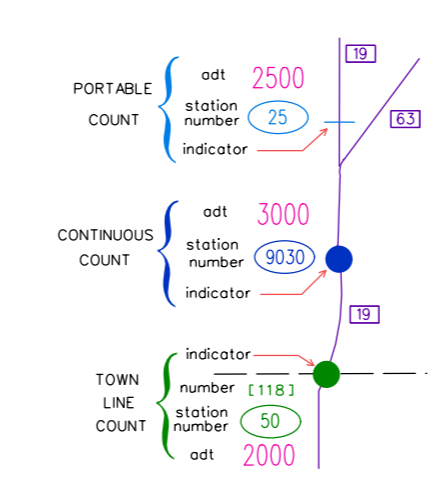 19
adt 2500
PORTABLE COUNT
station number 25
63
indicator
adt 3000
CONTINUOUS COUNT
station number 9030
indicator
19
indicator
TOWN LINE COUNT
number [118]
station number 50
adt 2000